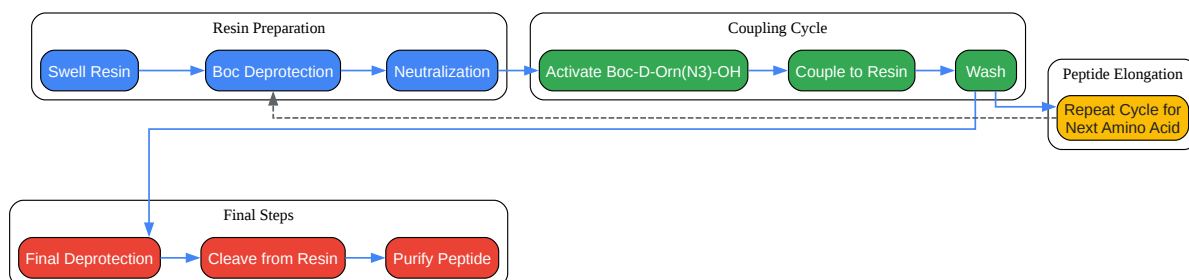 Resin Preparation
Swell Resin
Boc Deprotection
Neutralization
Coupling Cycle
Activate Boc-D-Orn(N3)-OH
Couple to Resin
Wash
Peptide Elongation
Repeat Cycle for
Next Amino Acid
Final Steps
Final Deprotection
Cleave from Resin
Purify Peptide